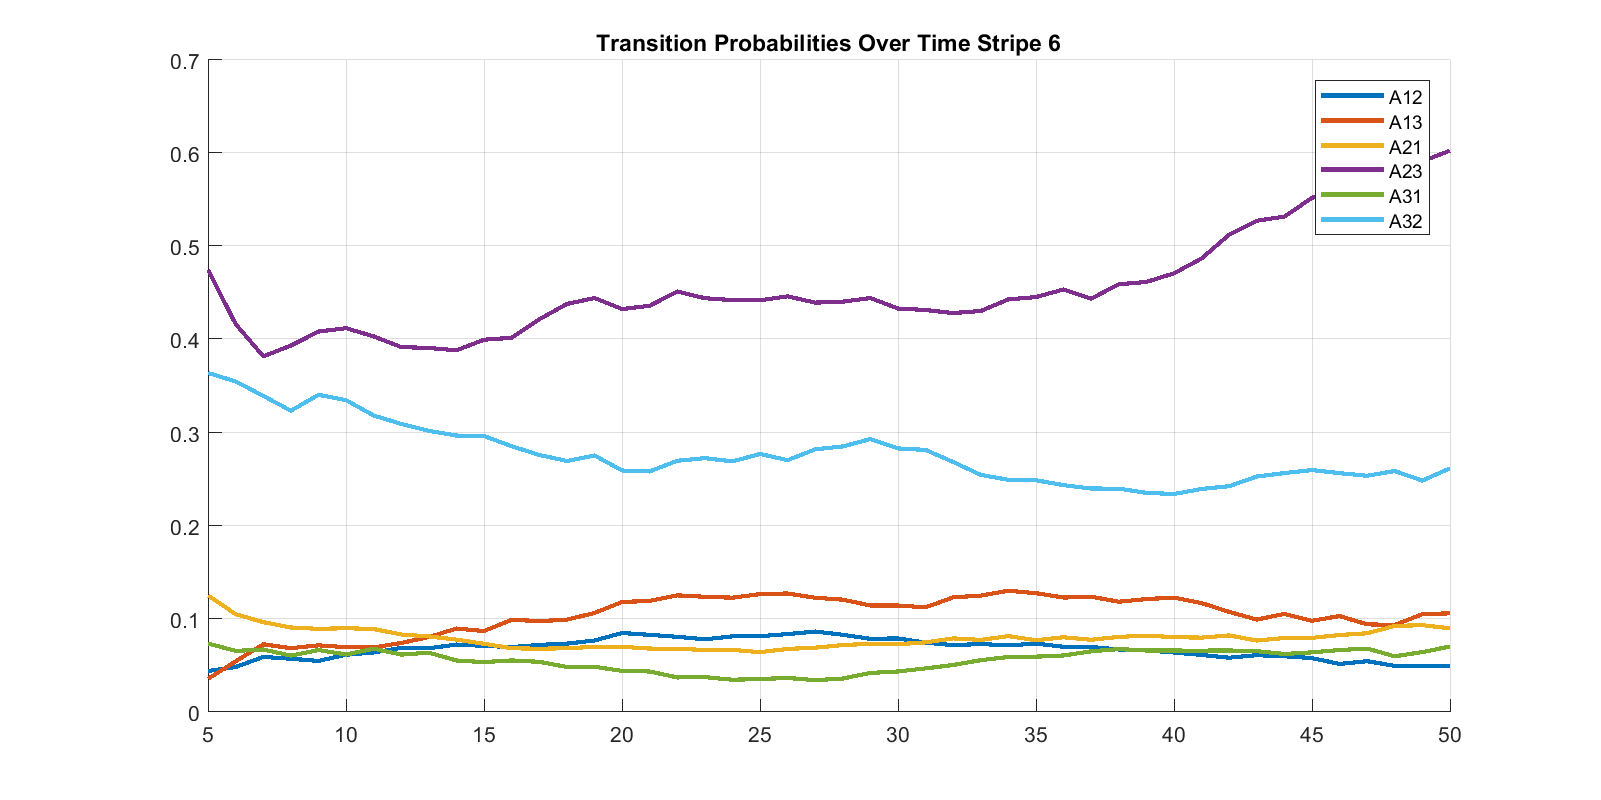 Transition Probabilities Over Time Stripe 6
0.7
0.6
0.5
0.4
0.3
0.2
0.1
0
5 10 15 20 25 30 35 40 45 50
A12
A13
A21
A23
A31
A32